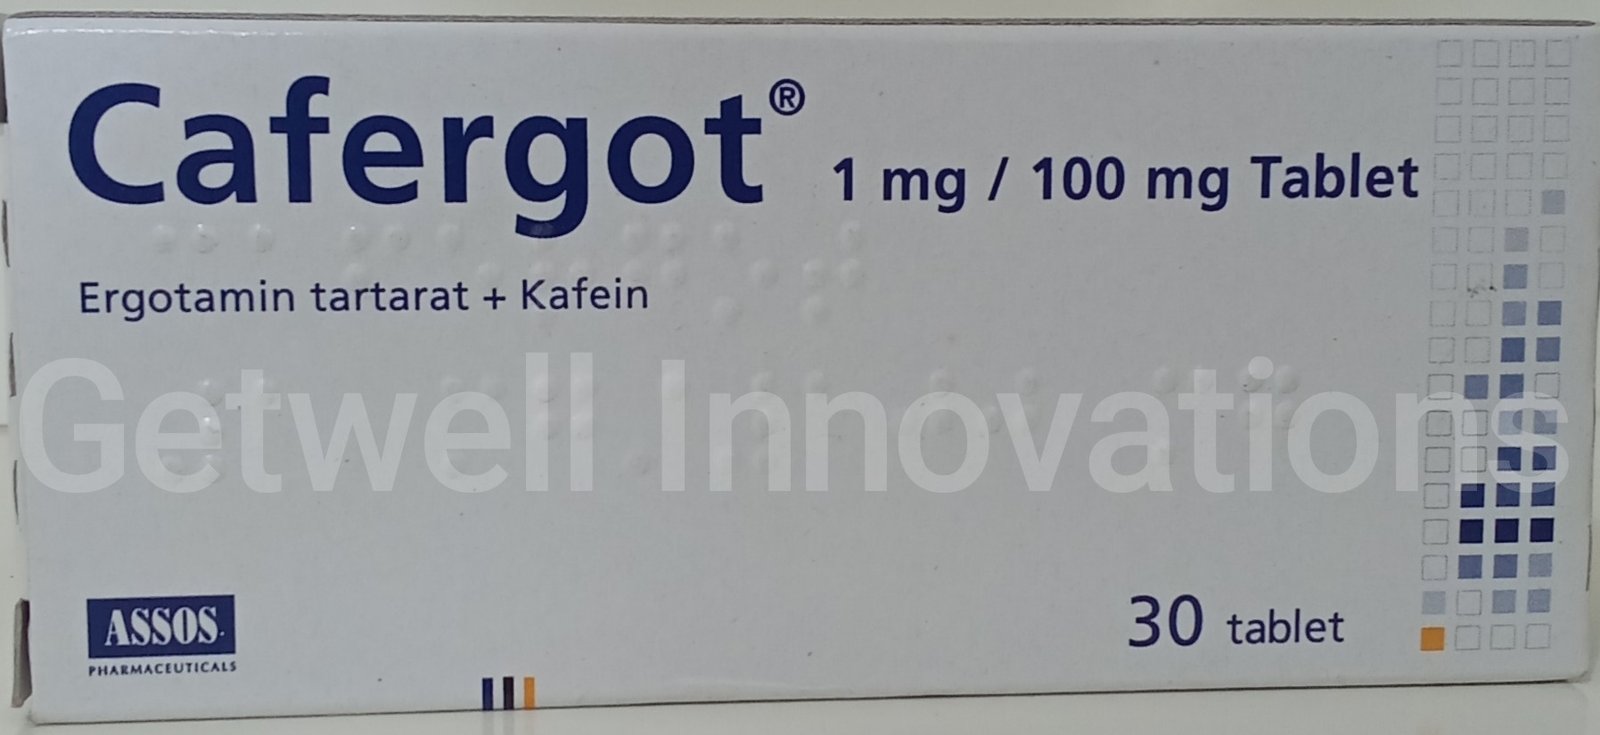 Cafergot® 1 mg / 100 mg Tablet
Ergotamin tartarat + Kafein
Getwell Innovations
ASSOS
PHARMACEUTICALS
30 tablet